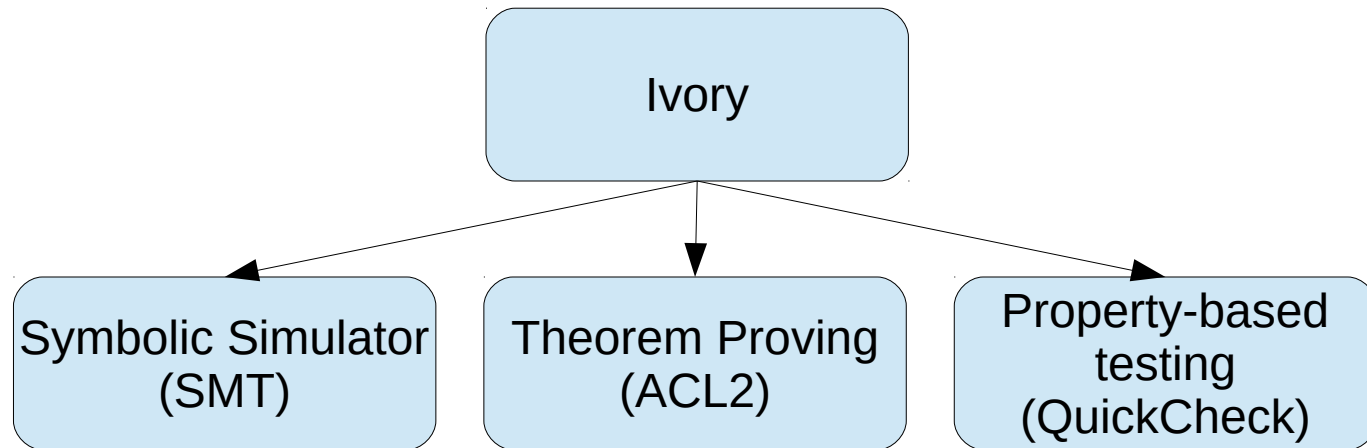 Ivory
Symbolic Simulator
(SMT)
Theorem Proving
(ACL2)
Property-based
testing
(QuickCheck)